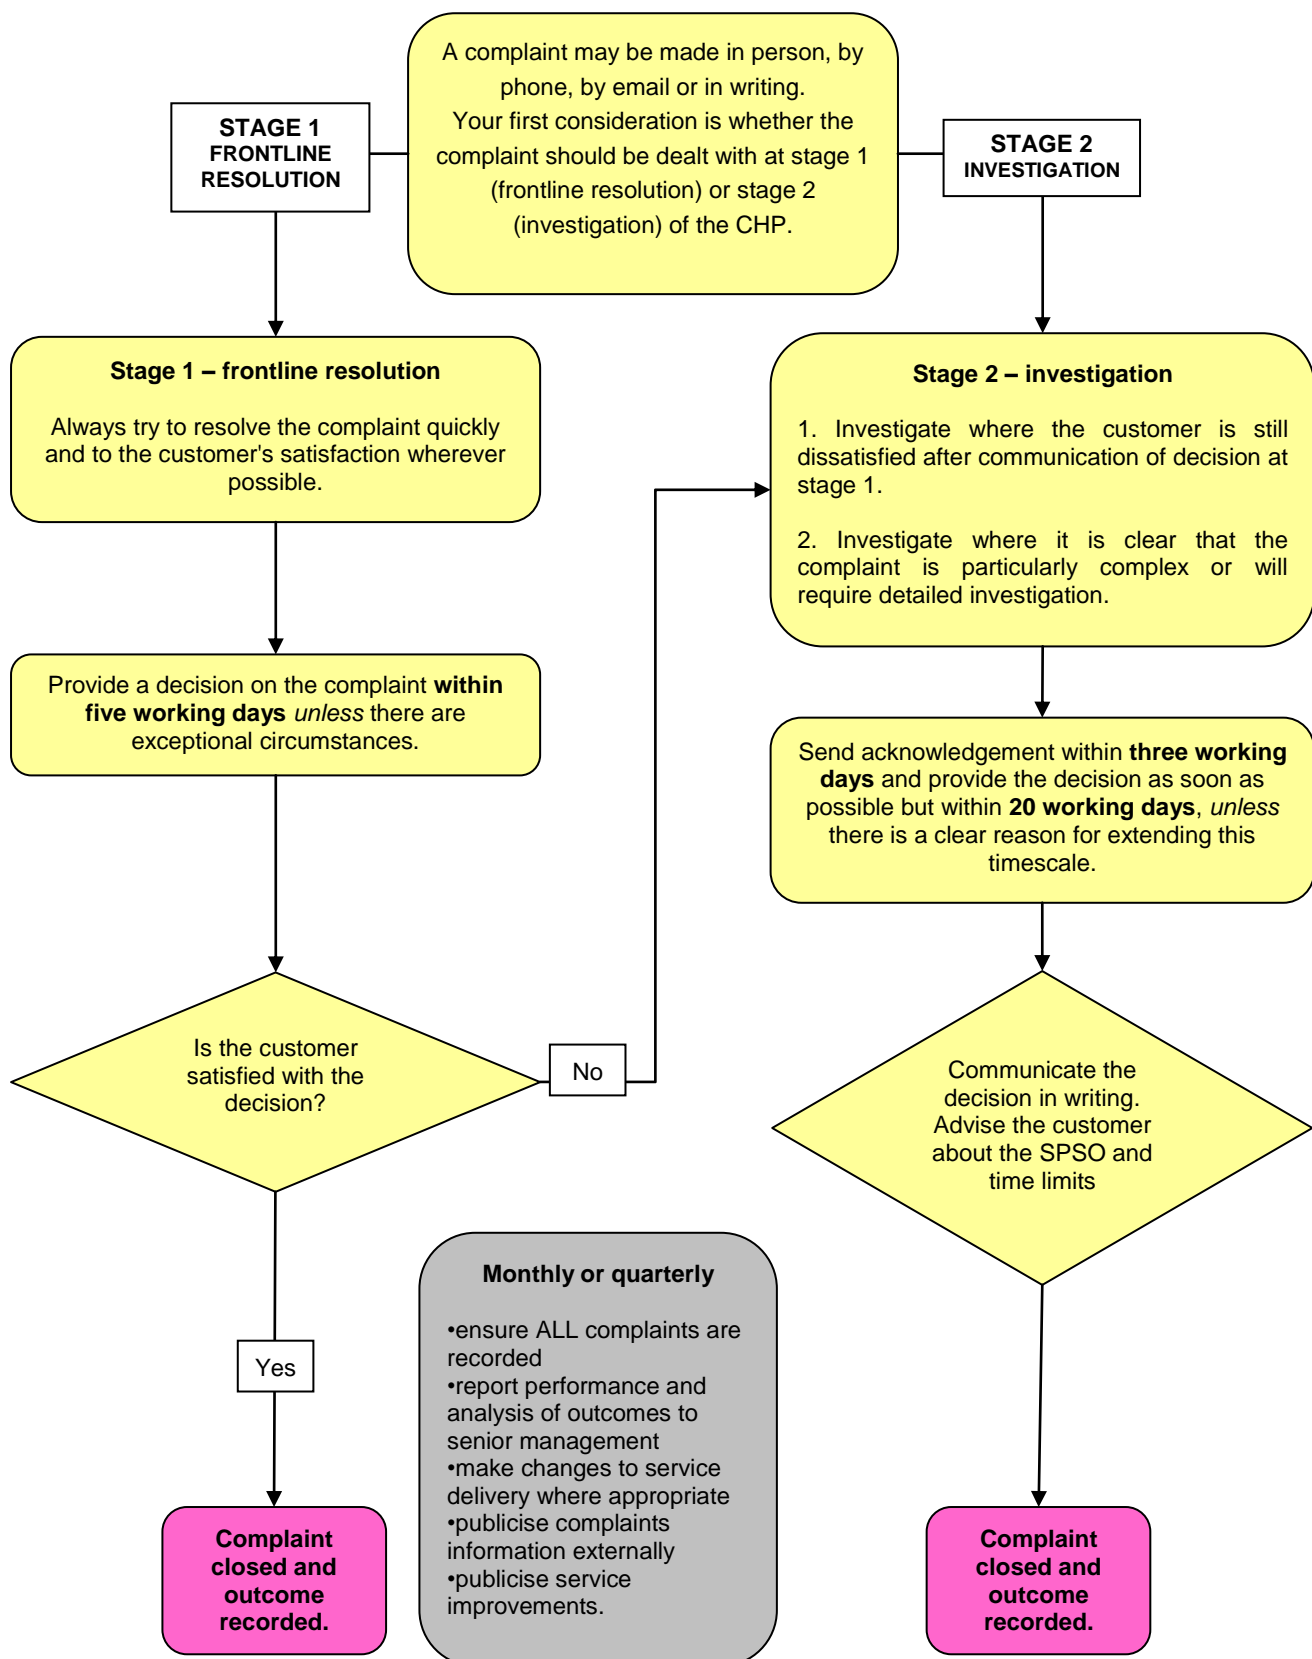 A complaint may be made in person, by
phone, by email or in writing.
Your first consideration is whether the
complaint should be dealt with at stage 1
(frontline resolution) or stage 2
(investigation) of the CHP.
STAGE 1
FRONTLINE
RESOLUTION
STAGE 2
INVESTIGATION
Stage 1 – frontline resolution
Always try to resolve the complaint quickly
and to the customer's satisfaction wherever
possible.
Provide a decision on the complaint within
five working days unless there are
exceptional circumstances.
Is the customer
satisfied with the
decision?
No
Yes
Complaint
closed and
outcome
recorded.
Stage 2 – investigation
1. Investigate where the customer is still
dissatisfied after communication of decision at
stage 1.
2. Investigate where it is clear that the
complaint is particularly complex or will
require detailed investigation.
Send acknowledgement within three working
days and provide the decision as soon as
possible but within 20 working days, unless
there is a clear reason for extending this
timescale.
Communicate the
decision in writing.
Advise the customer
about the SPSO and
time limits
Complaint
closed and
outcome
recorded.
Monthly or quarterly
•ensure ALL complaints are
recorded
•report performance and
analysis of outcomes to
senior management
•make changes to service
delivery where appropriate
•publicise complaints
information externally
•publicise service
improvements.